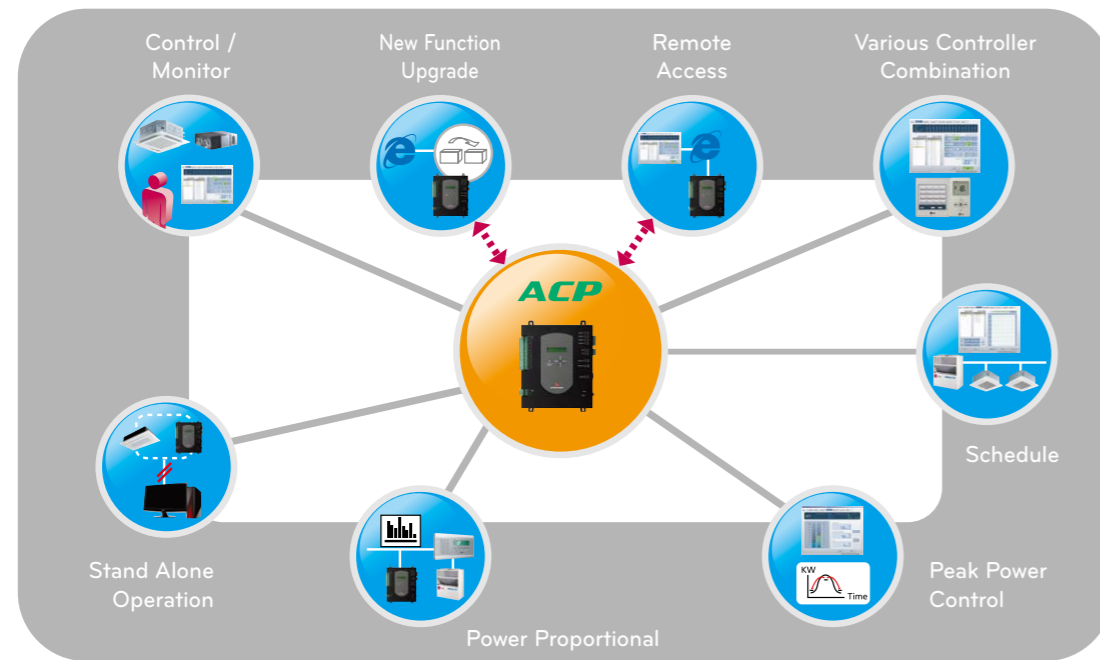 Control /
Monitor
New Function
Upgrade
Remote
Access
Various Controller
Combination
ACP
Schedule
Stand Alone
Operation
KW
Time
Peak Power
Control
Power Proportional